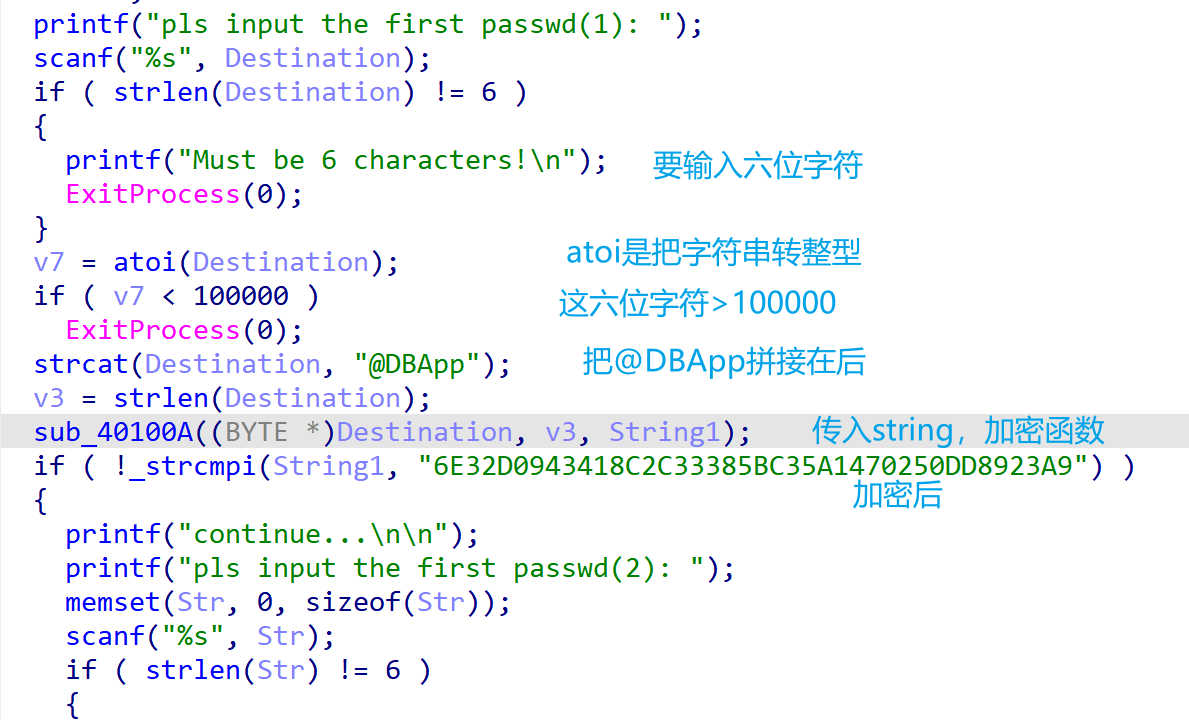 printf("pls input the first passwd(1): ");
scanf("%s", Destination);
if ( strlen(Destination) != 6 )
{
printf("Must be 6 characters!\n");
要输入六位字符
ExitProcess(0);
}
v7 = atoi(Destination);
atoi是把字符串转整型
if ( v7 < 100000 )
这六位字符>100000
ExitProcess(0);
strcat(Destination, "@DBApp");
把@DBApp拼接在后
v3 = strlen(Destination);
sub_40100A((BYTE *)Destination, v3, String1);
传入string，加密函数
if ( !_strcmpi(String1, "6E32D0943418C2C33385BC35A1470250DD8923A9") )
加密后
{
printf("continue...\n\n");
printf("pls input the first passwd(2): ");
memset(Str, 0, sizeof(Str));
scanf("%s", Str);
if ( strlen(Str) != 6 )
{